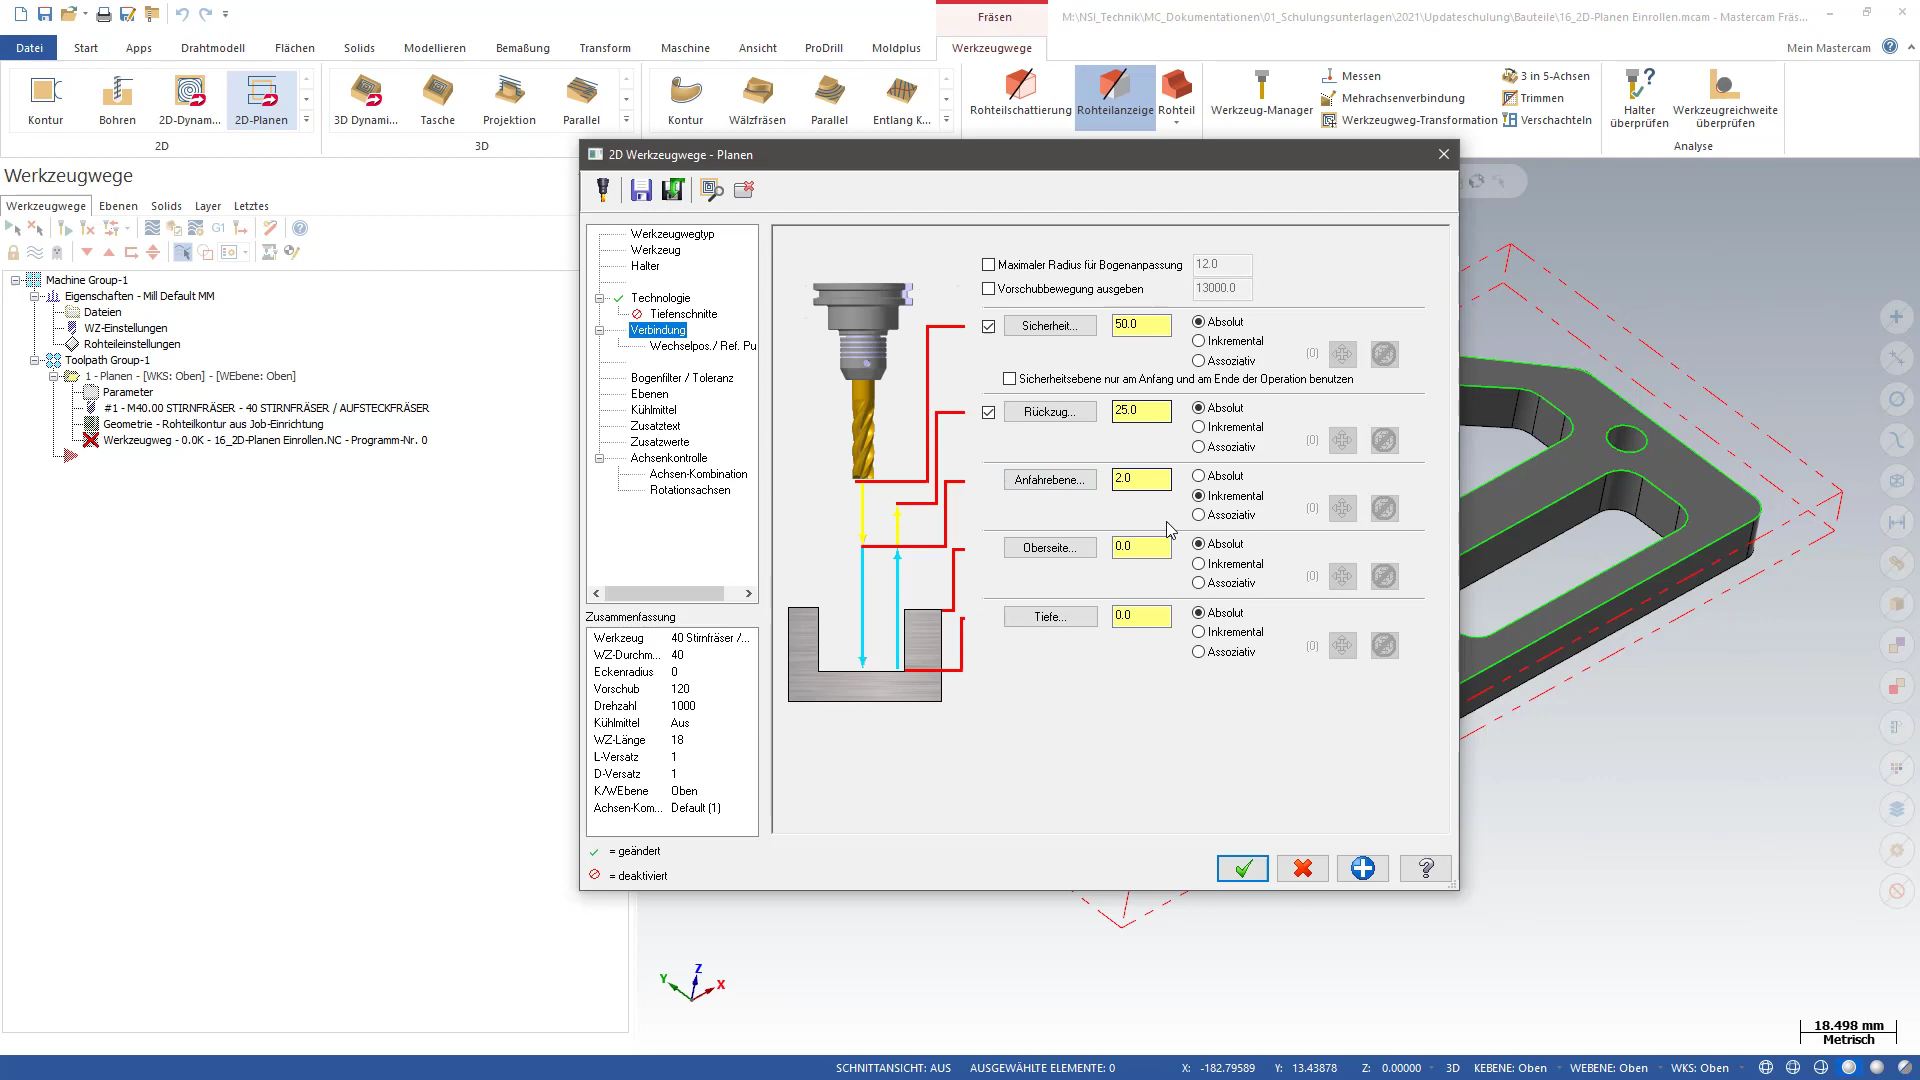 Fräsen
M:\NSI_Technik\MC_Dokumentationen\01_Schulungsunterlagen\2021\Updateschulung\Bauteile\16_2D-Planen Einrollen.mcam - Mastercam Fräs...
Datei Start Apps Drahtmodell Flächen Solids Modellieren Bemaßung Transform Maschine Ansicht ProDrill Moldplus Werkzeugwege Mein Mastercam
Kontur Bohren 2D-Dynam... 2D-Planen
2D
3D Dynami... Tasche Projektion Parallel
3D
Kontur Wälzfräsen Parallel Entlang K...
Rohteilschattierung Rohteilanzeige Rohteil
Werkzeug-Manager
Messen
Mehrachsenverbindung
Werkzeugweg-Transformation
3 in 5-Achsen
Trimmen
Verschachteln
Halter überprüfen
Werkzeugreichweite überprüfen
Analyse
Werkzeugwege
Werkzeugwege Ebenen Solids Layer Letztes
G1
Machine Group-1
Eigenschaften - Mill Default MM
Dateien
WZ-Einstellungen
Rohteileinstellungen
Toolpath Group-1
1 - Planen - [WKS: Oben] - [WEbene: Oben]
Parameter
#1 - M40.00 STIRNFRÄSER - 40 STIRNFRÄSER / AUFSTECKFRÄSER
Geometrie - Rohteilkontur aus Job-Einrichtung
Werkzeugweg - 0.0K - 16_2D-Planen Einrollen.NC - Programm-Nr. 0
2D Werkzeugwege - Planen
Werkzeugwegtyp
Werkzeug
Halter
Technologie
Tiefenschnitte
Verbindung
Wechselpos./ Ref. Pu
Bogenfilter / Toleranz
Ebenen
Kühlmittel
Zusatztext
Zusatzwerte
Achsenkontrolle
Achsen-Kombination
Rotationsachsen
Zusammenfassung
Werkzeug 40 Stirnfräser /...
WZ-Durchm... 40
Eckenradius 0
Vorschub 120
Drehzahl 1000
Kühlmittel Aus
WZ-Länge 18
L-Versatz 1
D-Versatz 1
K/WEbene Oben
Achsen-Kom... Default (1)
= geändert
= deaktiviert
Maximaler Radius für Bogenanpassung 12.0
Vorschubbewegung ausgeben 13000.0
Sicherheit... 50.0 Absolut
Inkremental
Assoziativ (0)
Sicherheitsebene nur am Anfang und am Ende der Operation benutzen
Rückzug... 25.0 Absolut
Inkremental
Assoziativ (0)
Anfahrebene... 2.0 Absolut
Inkremental
Assoziativ (0)
Oberseite... 0.0 Absolut
Inkremental
Assoziativ (0)
Tiefe... 0.0 Absolut
Inkremental
Assoziativ (0)
Z
Y
X
18.498 mm
Metrisch
SCHNITTANSICHT: AUS AUSGEWÄHLTE ELEMENTE: 0 X: -182.79589 Y: 13.43878 Z: 0.00000 3D KEBENE: Oben WEBENE: Oben WKS: Oben